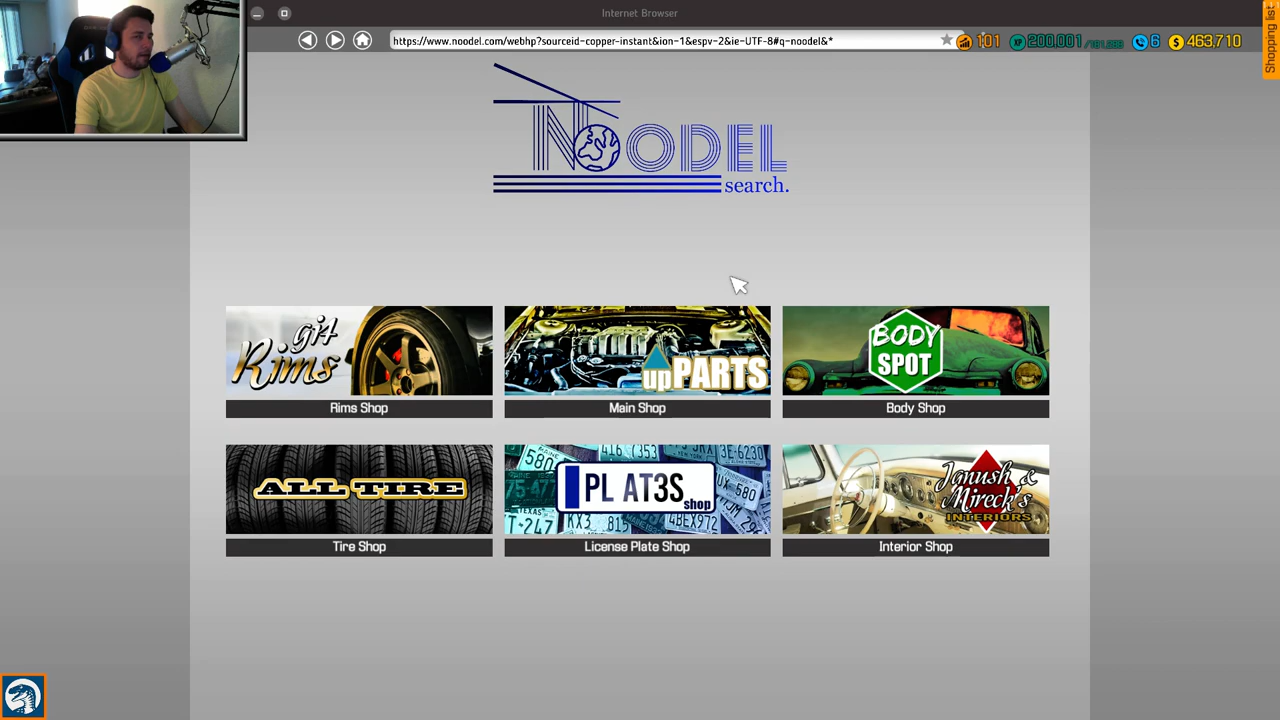 Internet Browser
https://www.noodel.com/webhp?sourceid-copper-instant&ion-1&espv-2&ie-UTF-8#q-noodel&*
101
XP 200,001
6
$ 463,710
Shopping list
NOODEL
search.
gi4
Rims
upPARTS
BODY
SPOT
Rims Shop
Main Shop
Body Shop
ALL TIRE
PL AT3S
shop
Janush &
Mireck's
INTERIORS
Tire Shop
License Plate Shop
Interior Shop